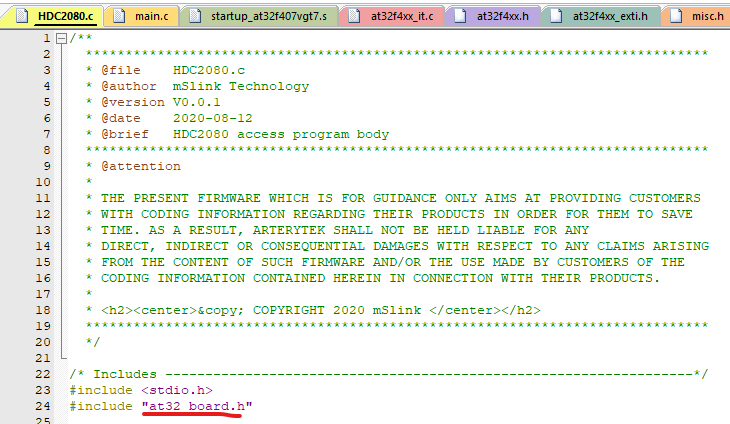 HDC2080.c main.c startup_at32f407vgt7.s at32f4xx_it.c at32f4xx.h at32f4xx_exti.h misc.h
1 /**
2 ******************************************************************************
3 * @file HDC2080.c
4 * @author mSlink Technology
5 * @version V0.0.1
6 * @date 2020-08-12
7 * @brief HDC2080 access program body
8 ******************************************************************************
9 * @attention
10 *
11 * THE PRESENT FIRMWARE WHICH IS FOR GUIDANCE ONLY AIMS AT PROVIDING CUSTOMERS
12 * WITH CODING INFORMATION REGARDING THEIR PRODUCTS IN ORDER FOR THEM TO SAVE
13 * TIME. AS A RESULT, ARTERYTEK SHALL NOT BE HELD LIABLE FOR ANY
14 * DIRECT, INDIRECT OR CONSEQUENTIAL DAMAGES WITH RESPECT TO ANY CLAIMS ARISING
15 * FROM THE CONTENT OF SUCH FIRMWARE AND/OR THE USE MADE BY CUSTOMERS OF THE
16 * CODING INFORMATION CONTAINED HEREIN IN CONNECTION WITH THEIR PRODUCTS.
17 *
18 * <h2><center>&copy; COPYRIGHT 2020 mSlink </center></h2>
19 ******************************************************************************
20 */
21
22 /* Includes ------------------------------------------------------------------*/
23 #include <stdio.h>
24 #include "at32_board.h"
25